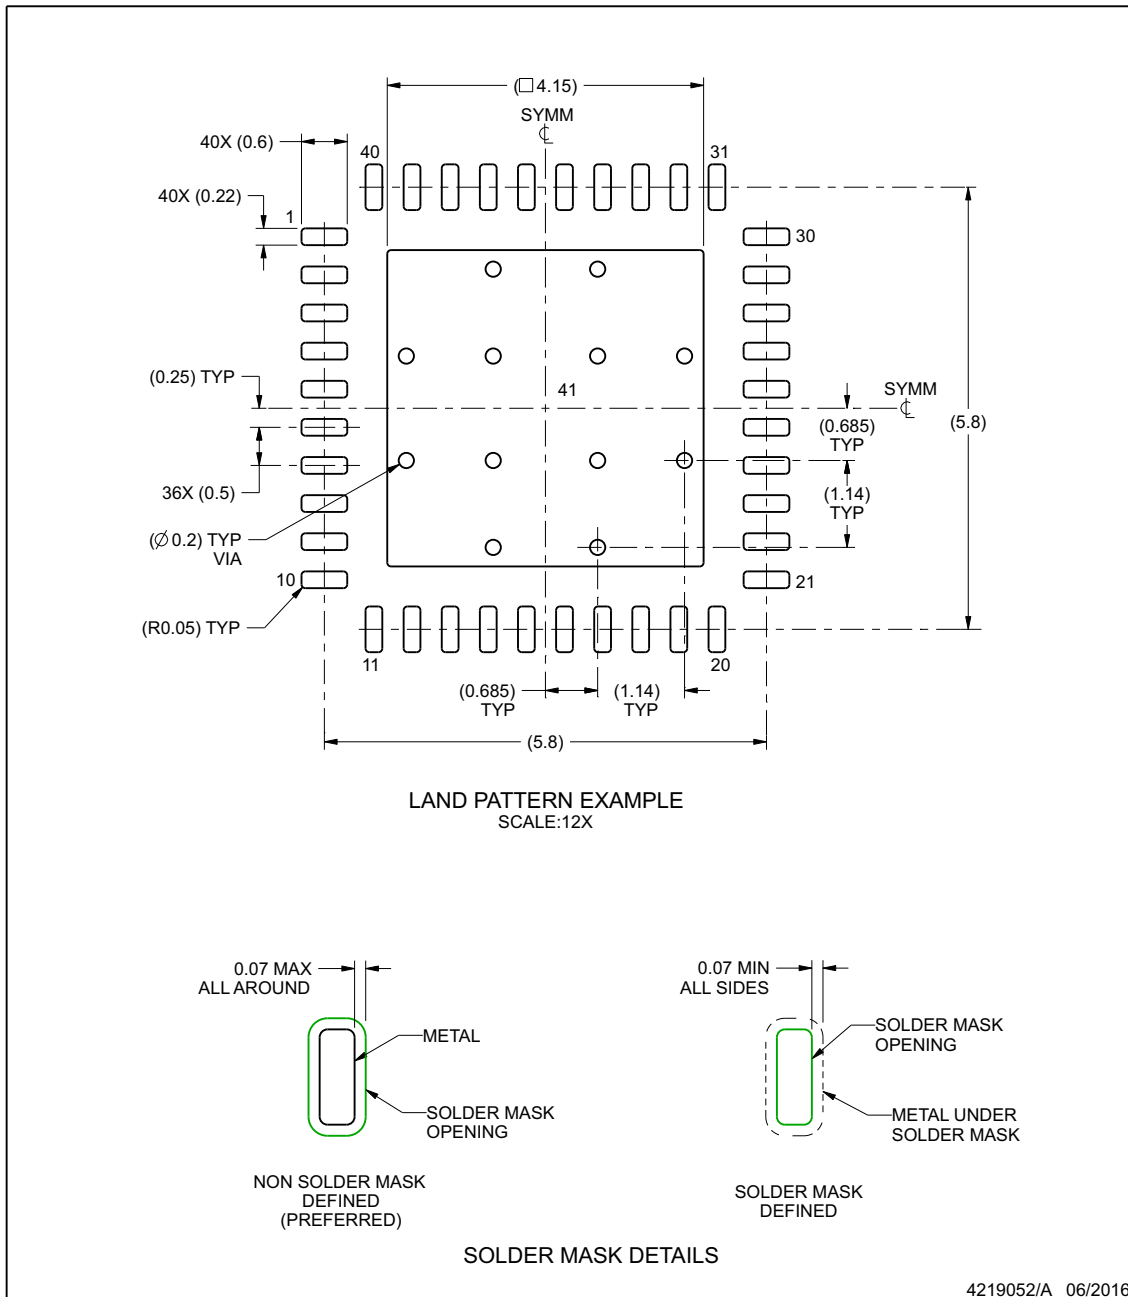 (□4.15)
SYMM
℄
40X (0.6)
40
31
40X (0.22)
1
30
(0.25) TYP
41
SYMM
℄
(0.685)
TYP
(5.8)
36X (0.5)
(1.14)
TYP
(∅0.2) TYP
VIA
10
21
(R0.05) TYP
11
20
(0.685)
TYP
(1.14)
TYP
(5.8)
LAND PATTERN EXAMPLE
SCALE:12X
0.07 MAX
ALL AROUND
METAL
SOLDER MASK
OPENING
NON SOLDER MASK
DEFINED
(PREFERRED)
0.07 MIN
ALL SIDES
SOLDER MASK
OPENING
METAL UNDER
SOLDER MASK
SOLDER MASK
DEFINED
SOLDER MASK DETAILS
4219052/A 06/2016